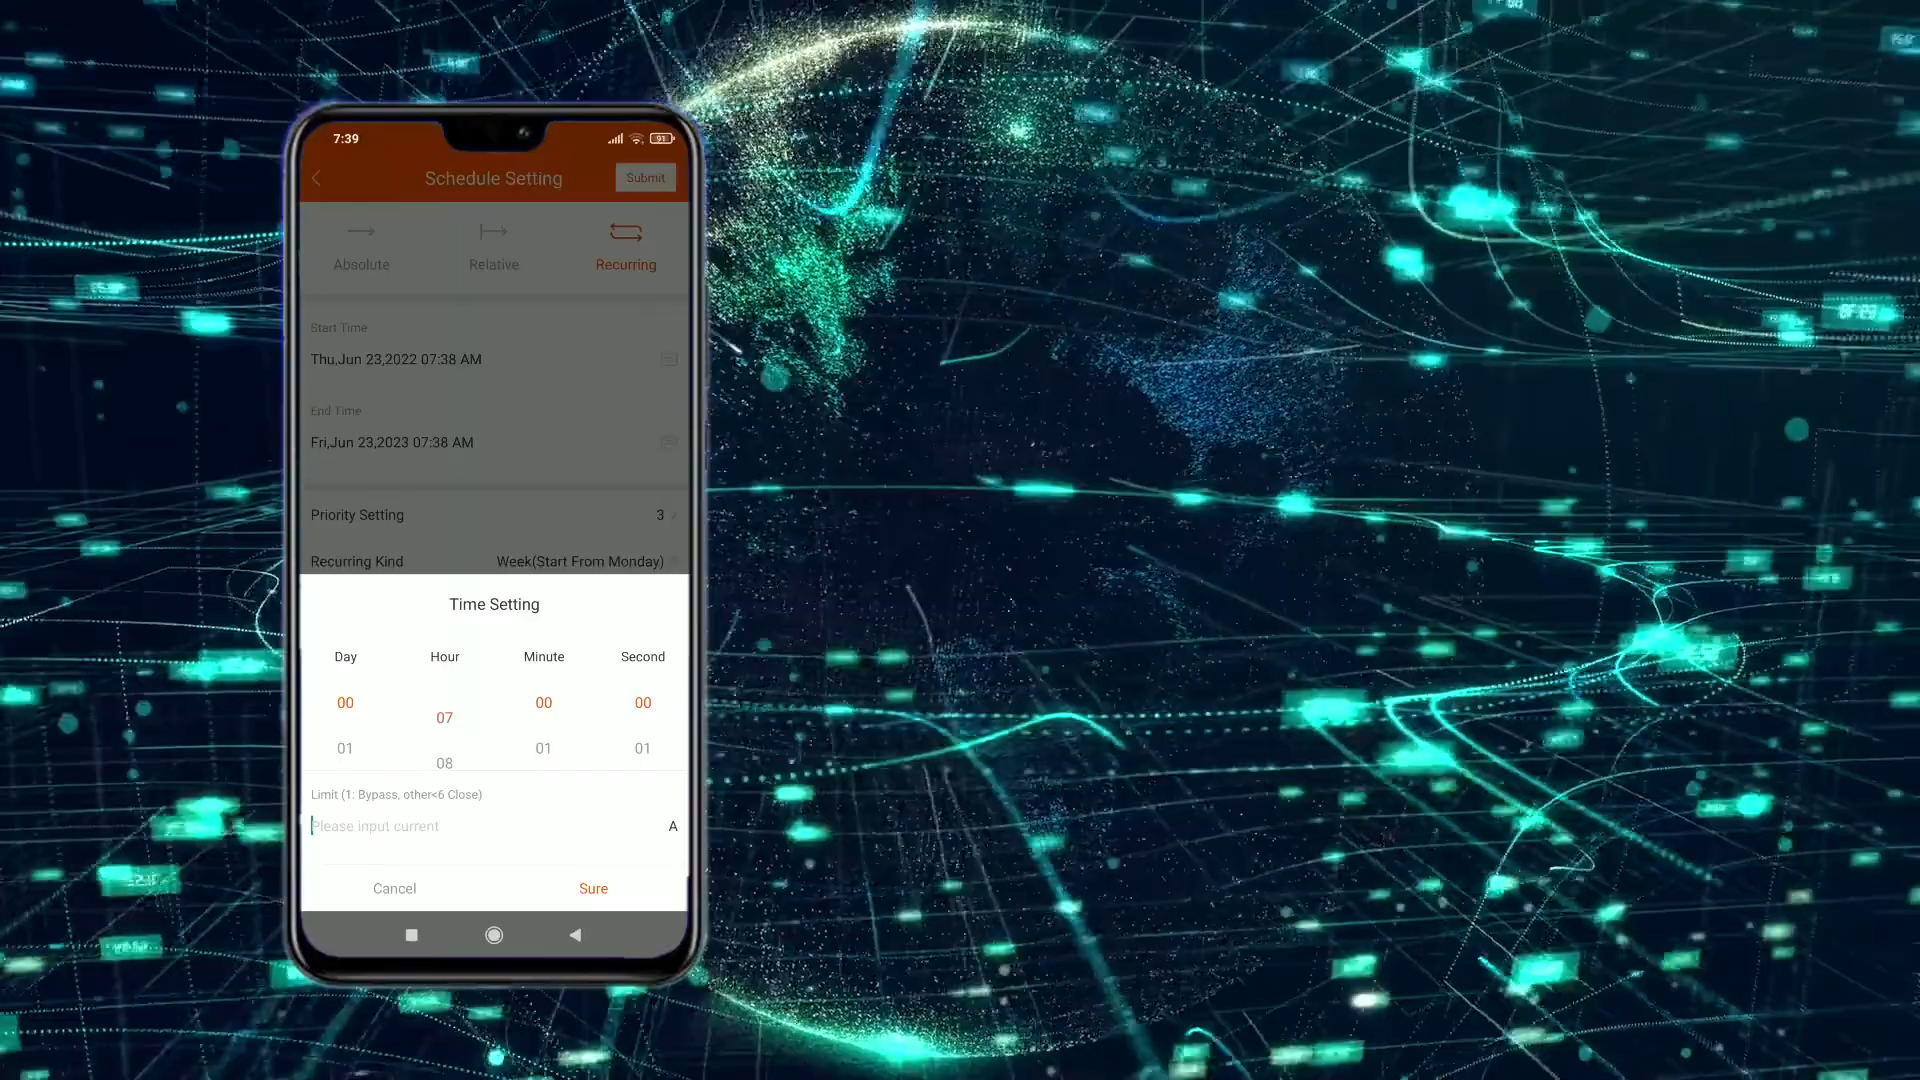 7:39
91
Schedule Setting
Submit
Absolute
Relative
Recurring
Start Time
Thu,Jun 23,2022 07:38 AM
End Time
Fri,Jun 23,2023 07:38 AM
Priority Setting
3
Recurring Kind
Week(Start From Monday)
Time Setting
Day
Hour
Minute
Second
00
07
00
00
01
08
01
01
Limit (1: Bypass, other<6 Close)
Please input current
A
Cancel
Sure